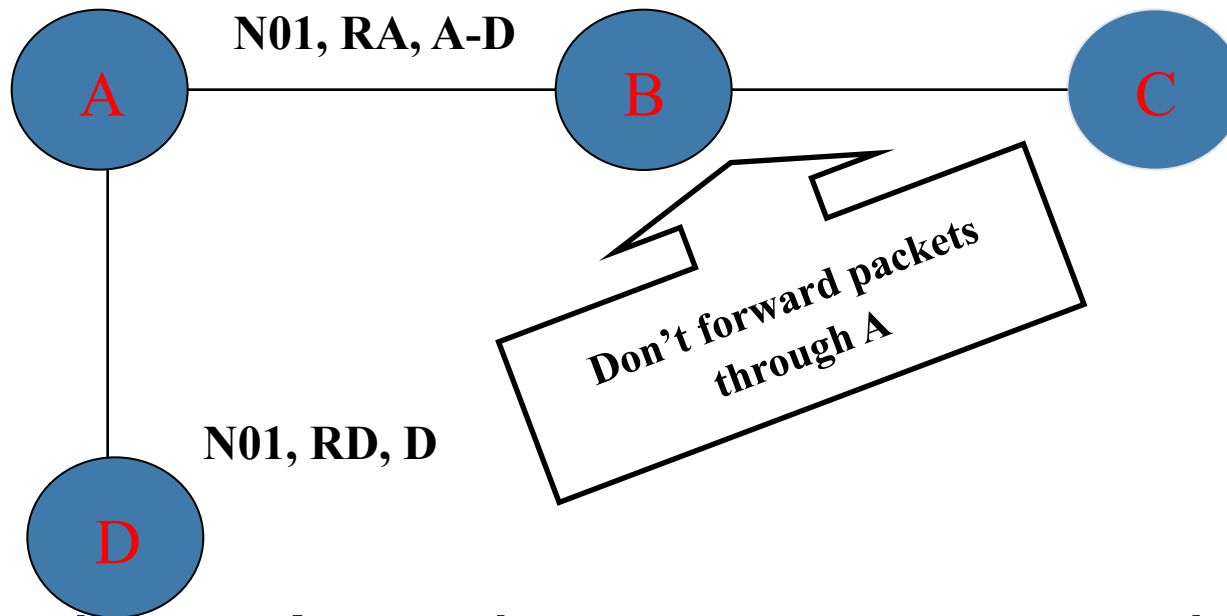 N01, RA, A-D
A
B
C
Don’t forward packets
through A
N01, RD, D
D